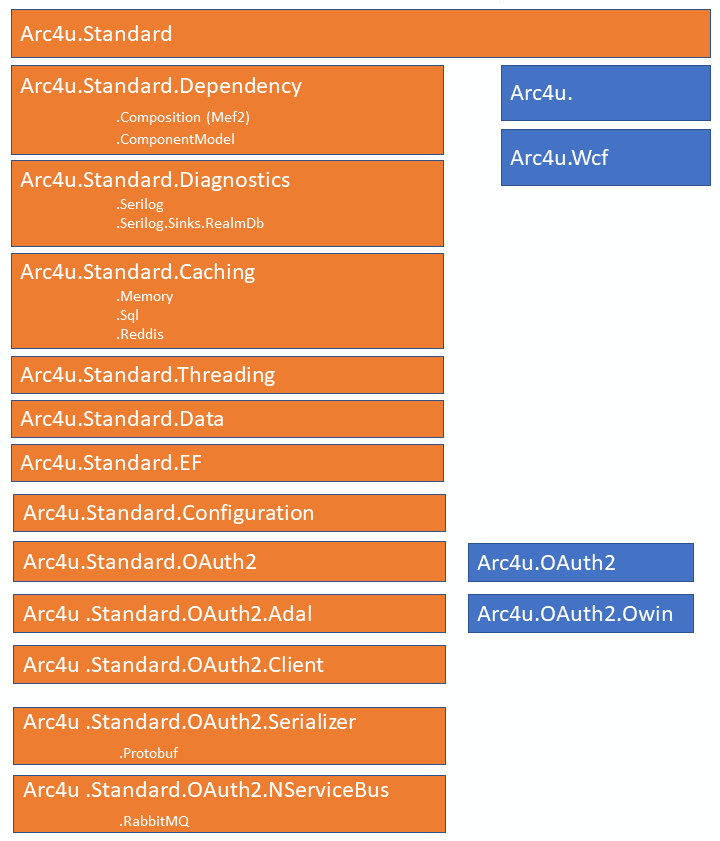 Arc4u.Standard
Arc4u.Standard.Dependency
.Composition (Mef2)
.ComponentModel
Arc4u.
Arc4u.Wcf
Arc4u.Standard.Diagnostics
.Serilog
.Serilog.Sinks.RealmDb
Arc4u.Standard.Caching
.Memory
.Sql
.Reddis
Arc4u.Standard.Threading
Arc4u.Standard.Data
Arc4u.Standard.EF
Arc4u.Standard.Configuration
Arc4u.Standard.OAuth2
Arc4u.OAuth2
Arc4u .Standard.OAuth2.Adal
Arc4u.OAuth2.Owin
Arc4u .Standard.OAuth2.Client
Arc4u .Standard.OAuth2.Serializer
.Protobuf
Arc4u .Standard.OAuth2.NServiceBus
.RabbitMQ